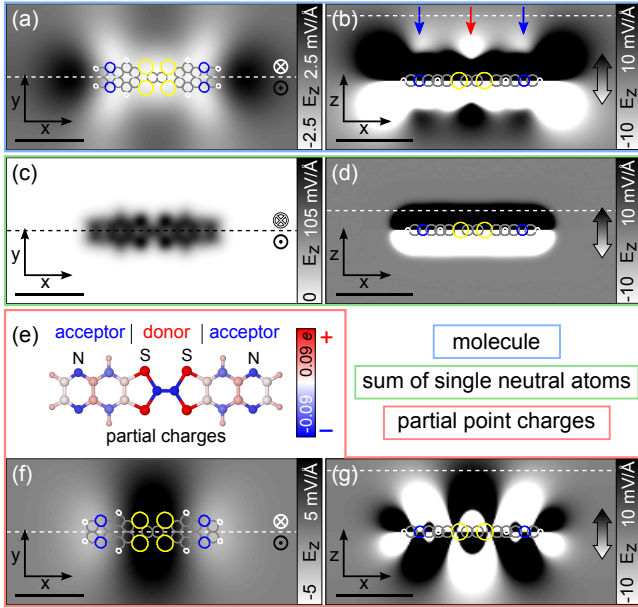 (a)
y
x
-2.5 E_z 2.5 mV/Å
(b)
z
x
-10 E_z 10 mV/Å
(c)
y
x
0 E_z 105 mV/Å
(d)
z
x
-10 E_z 10 mV/Å
(e) acceptor | donor | acceptor
N S S N
partial charges
-0.09 0.09 e
+
−
molecule
sum of single neutral atoms
partial point charges
(f)
y
x
-5 E_z 5 mV/Å
(g)
z
x
-10 E_z 10 mV/Å